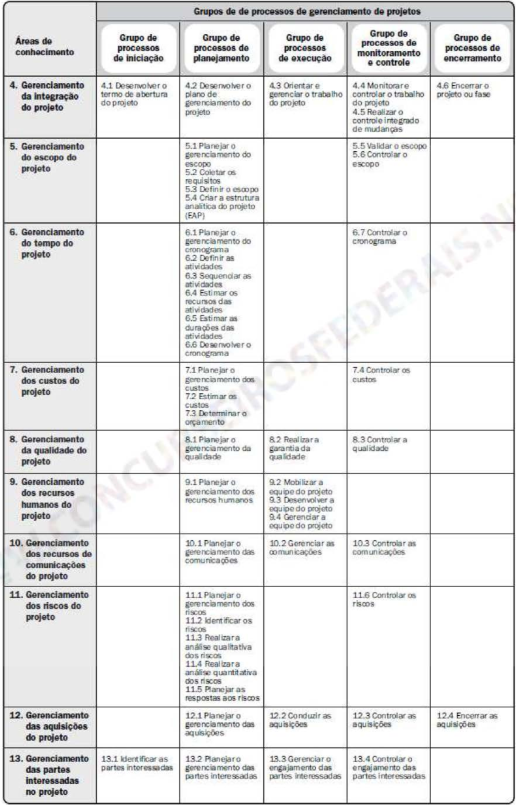 Grupos de de processos de gerenciamento de projetos
Áreas de
conhecimento
Grupo de
processos
de iniciação
Grupo de
processos de
planejamento
Grupo de
processos
de execução
Grupo de
processos de
monitoramento
e controle
Grupo de
processos de
encerramento
4. Gerenciamento
da integração
do projeto
4.1 Desenvolver o
termo de abertura
do projeto
4.2 Desenvolver o
plano de
gerenciamento do
projeto
4.3 Orientar e
gerenciar o trabalho
do projeto
4.4 Monitorar e
controlar o trabalho
do projeto
4.5 Realizar o
controle integrado
de mudanças
4.6 Encerrar o
projeto ou fase
5. Gerenciamento
do escopo do
projeto
5.1 Planejar o
gerenciamento do
escopo
5.2 Coletar os
requisitos
5.3 Definir o escopo
5.4 Criar a estrutura
analítica do projeto
(EAP)
5.5 Validar o escopo
5.6 Controlar o
escopo
6. Gerenciamento
do tempo do
projeto
6.1 Planejar o
gerenciamento do
cronograma
6.2 Definir as
atividades
6.3 Sequenciar as
atividades
6.4 Estimar os
recursos das
atividades
6.5 Estimar as
durações das
atividades
6.6 Desenvolver o
cronograma
6.7 Controlar o
cronograma
7. Gerenciamento
dos custos do
projeto
7.1 Planejar o
gerenciamento dos
custos
7.2 Estimar os
custos
7.3 Determinar o
orçamento
7.4 Controlar os
custos
8. Gerenciamento
da qualidade do
projeto
8.1 Planejar o
gerenciamento da
qualidade
8.2 Realizar a
garantia da
qualidade
8.3 Controlar a
qualidade
9. Gerenciamento
dos recursos
humanos do
projeto
9.1 Planejar o
gerenciamento dos
recursos humanos
9.2 Mobilizar a
equipe do projeto
9.3 Desenvolver a
equipe do projeto
9.4 Gerenciar a
equipe do projeto
10. Gerenciamento
dos recursos de
comunicações
do projeto
10.1 Planejar o
gerenciamento das
comunicações
10.2 Gerenciar as
comunicações
10.3 Controlar as
comunicações
11. Gerenciamento
dos riscos do
projeto
11.1 Planejar o
gerenciamento dos
riscos
11.2 Identificar os
riscos
11.3 Realizar a
análise qualitativa
dos riscos
11.4 Realizar a
análise quantitativa
dos riscos
11.5 Planejar as
respostas aos riscos
11.6 Controlar os
riscos
12. Gerenciamento
das aquisições
do projeto
12.1 Planejar o
gerenciamento das
aquisições
12.2 Conduzir as
aquisições
12.3 Controlar as
aquisições
12.4 Encerrar as
aquisições
13. Gerenciamento
das partes
interessadas
no projeto
13.1 Identificar as
partes interessadas
13.2 Planejar o
gerenciamento das
partes interessadas
13.3 Gerenciar o
engajamento das
partes interessadas
13.4 Controlar o
engajamento das
partes interessadas